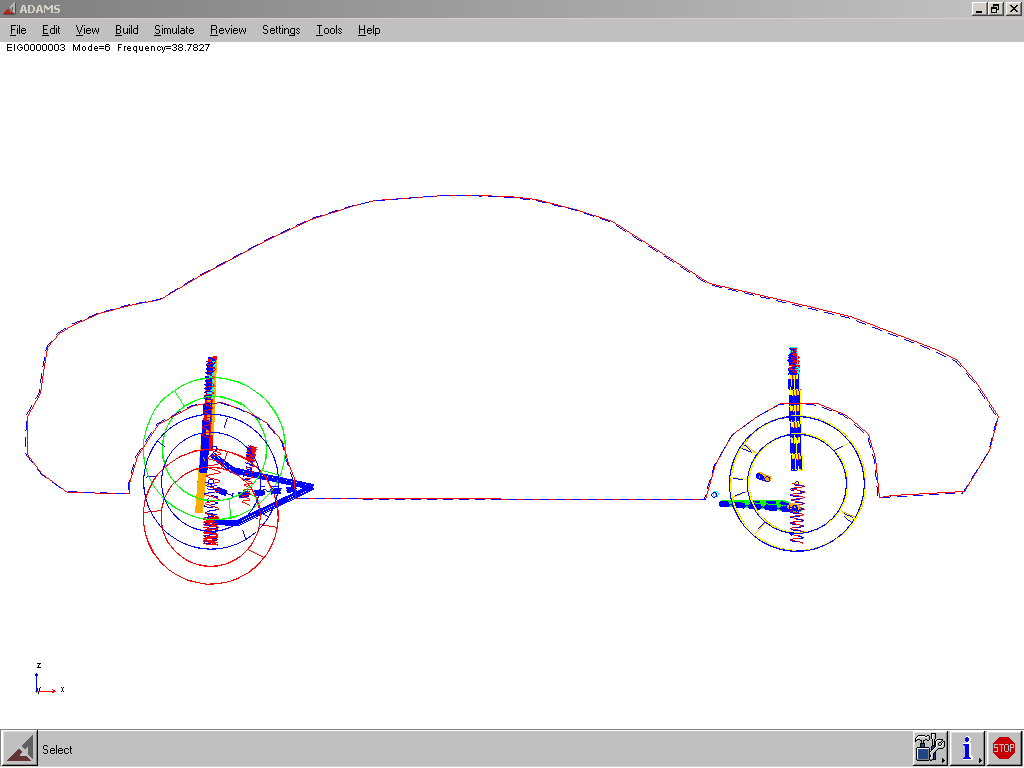 ADAMS
File Edit View Build Simulate Review Settings Tools Help
EIG0000003 Mode=6 Frequency=38.7827
z
y x
Select
i
STOP